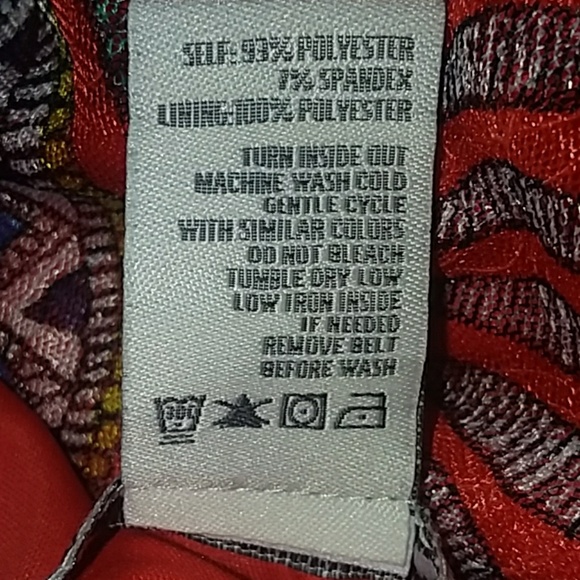 SELF: 93% POLYESTER
7% SPANDEX
LINING:100% POLYESTER
TURN INSIDE OUT
MACHINE WASH COLD
GENTLE CYCLE
WITH SIMILAR COLORS
DO NOT BLEACH
TUMBLE DRY LOW
LOW IRON INSIDE
IF NEEDED
REMOVE BELT
BEFORE WASH
30C